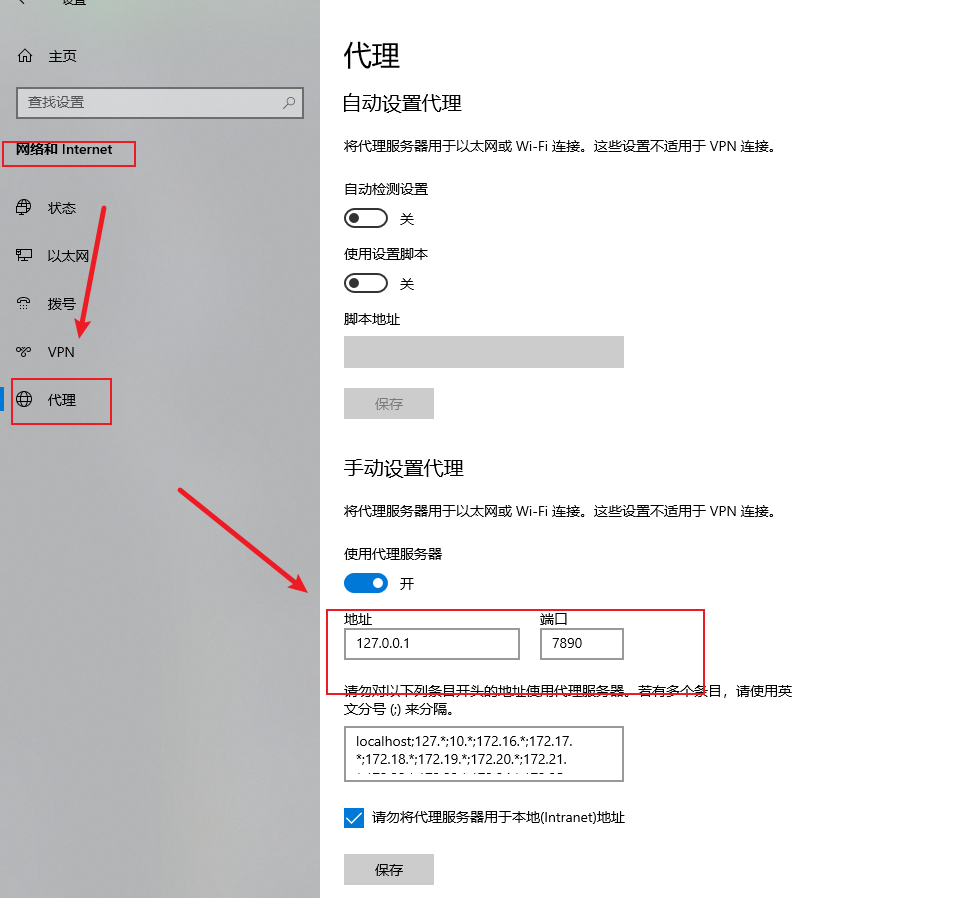 设置
主页
查找设置
网络和 Internet
状态
以太网
拨号
VPN
代理
代理
自动设置代理
将代理服务器用于以太网或 Wi-Fi 连接。这些设置不适用于 VPN 连接。
自动检测设置
关
使用设置脚本
关
脚本地址
保存
手动设置代理
将代理服务器用于以太网或 Wi-Fi 连接。这些设置不适用于 VPN 连接。
使用代理服务器
开
地址 端口
127.0.0.1 7890
请勿对以下列条目开头的地址使用代理服务器。若有多个条目，请使用英
文分号 (;) 来分隔。
localhost;127.*;10.*;172.16.*;172.17.
*;172.18.*;172.19.*;172.20.*;172.21.
请勿将代理服务器用于本地(Intranet)地址
保存